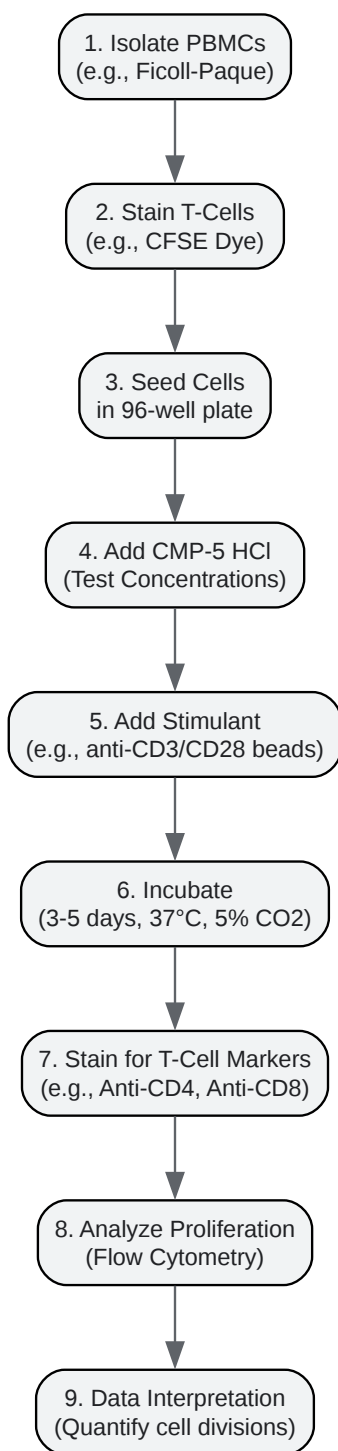 1. Isolate PBMCs
(e.g., Ficoll-Paque)
2. Stain T-Cells
(e.g., CFSE Dye)
3. Seed Cells
in 96-well plate
4. Add CMP-5 HCl
(Test Concentrations)
5. Add Stimulant
(e.g., anti-CD3/CD28 beads)
6. Incubate
(3-5 days, 37°C, 5% CO2)
7. Stain for T-Cell Markers
(e.g., Anti-CD4, Anti-CD8)
8. Analyze Proliferation
(Flow Cytometry)
9. Data Interpretation
(Quantify cell divisions)